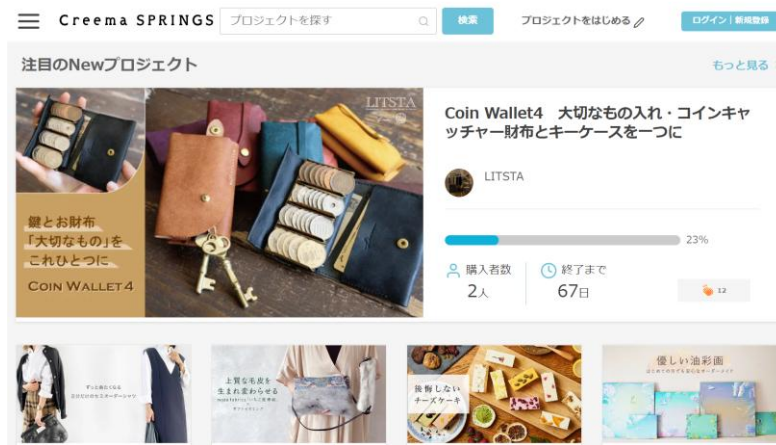 Creema SPRINGS
プロジェクトを探す
検索
プロジェクトをはじめる
ログイン | 新規登録
注目のNewプロジェクト
もっと見る
LITSTA
鍵とお財布
「大切なもの」を
これひとつに
COIN WALLET 4
Coin Wallet4 大切なもの入れ・コインキャ
ッチャー財布とキーケースを一つに
LITSTA
23%
購入者数
2人
終了まで
67日
12
上質な毛皮を
生まれ変わらせる
後悔しない
チーズケーキ
優しい油彩画